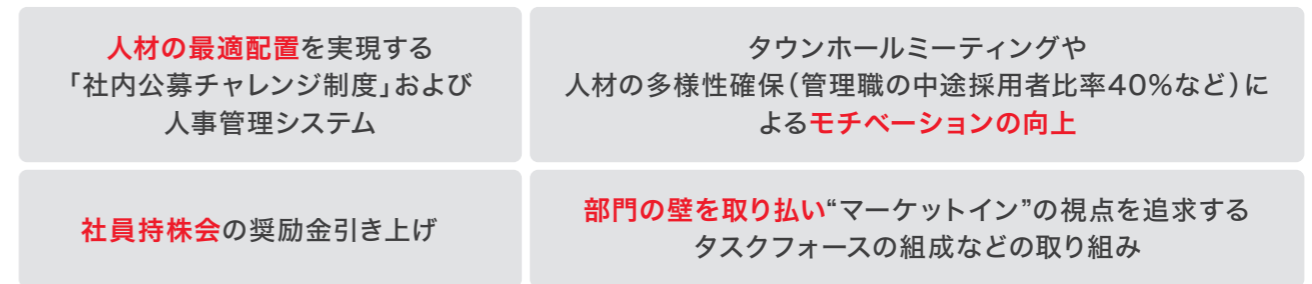 人材の最適配置を実現する
「社内公募チャレンジ制度」および
人事管理システム
タウンホールミーティングや
人材の多様性確保(管理職の中途採用者比率40%など)に
よるモチベーションの向上
社員持株会の奨励金引き上げ
部門の壁を取り払い“マーケットイン”の視点を追求する
タスクフォースの組成などの取り組み